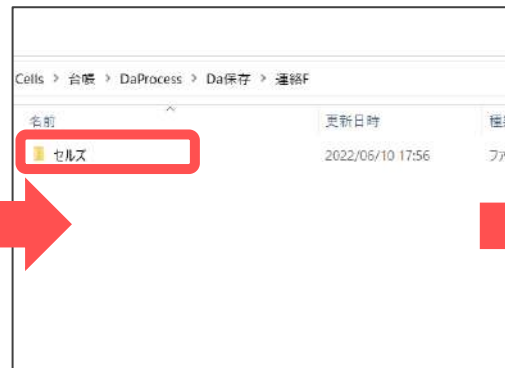 Cells > 台帳 > DaProcess > Da保存 > 連絡F
名前 更新日時
セルズ 2022/06/10 17:56